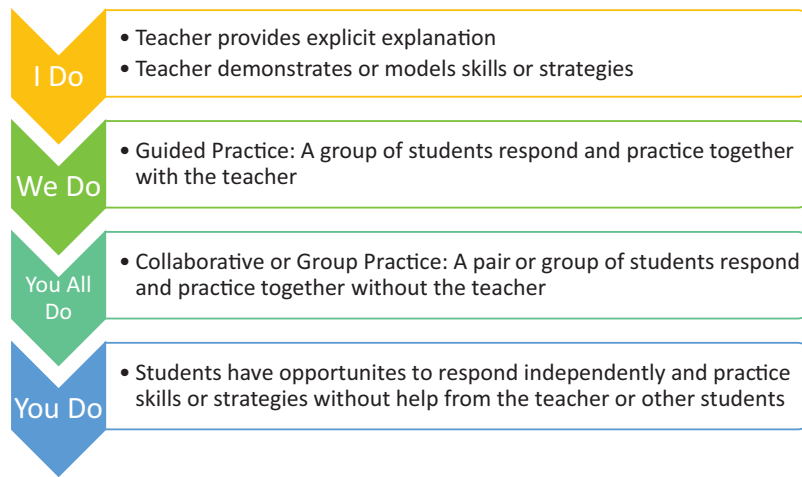 I Do
• Teacher provides explicit explanation
• Teacher demonstrates or models skills or strategies
We Do
• Guided Practice: A group of students respond and practice together
with the teacher
You All
Do
• Collaborative or Group Practice: A pair or group of students respond
and practice together without the teacher
You Do
• Students have opportunites to respond independently and practice
skills or strategies without help from the teacher or other students